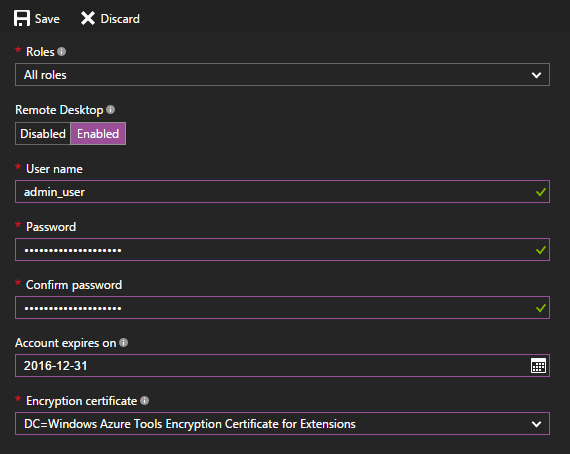 Save Discard
* Roles
All roles
Remote Desktop
Disabled Enabled
* User name
admin_user
* Password
••••••••••••••••••••
* Confirm password
••••••••••••••••••••
Account expires on
2016-12-31
* Encryption certificate
DC=Windows Azure Tools Encryption Certificate for Extensions